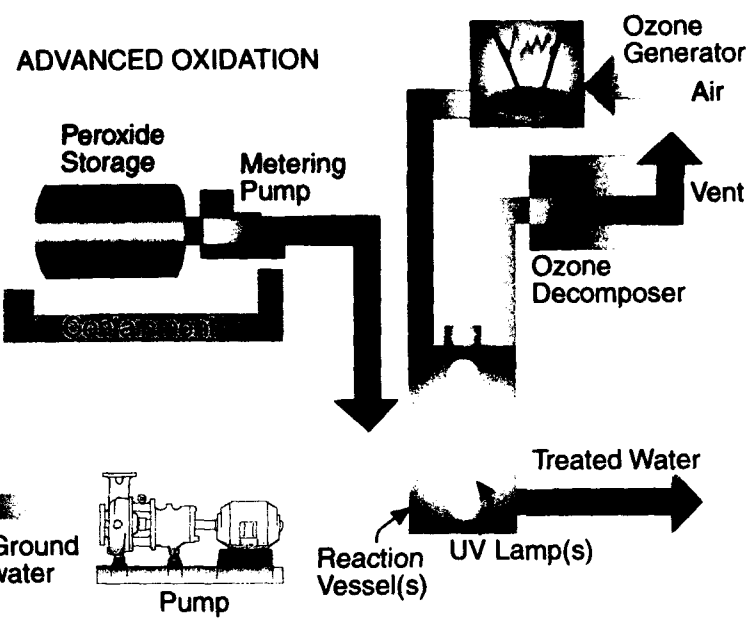 ADVANCED OXIDATION
Ozone
Generator
Air
Peroxide
Storage
Metering
Pump
Vent
Ozone
Decomposer
Containment
Treated Water
Ground
water
Pump
Reaction
Vessel(s)
UV Lamp(s)